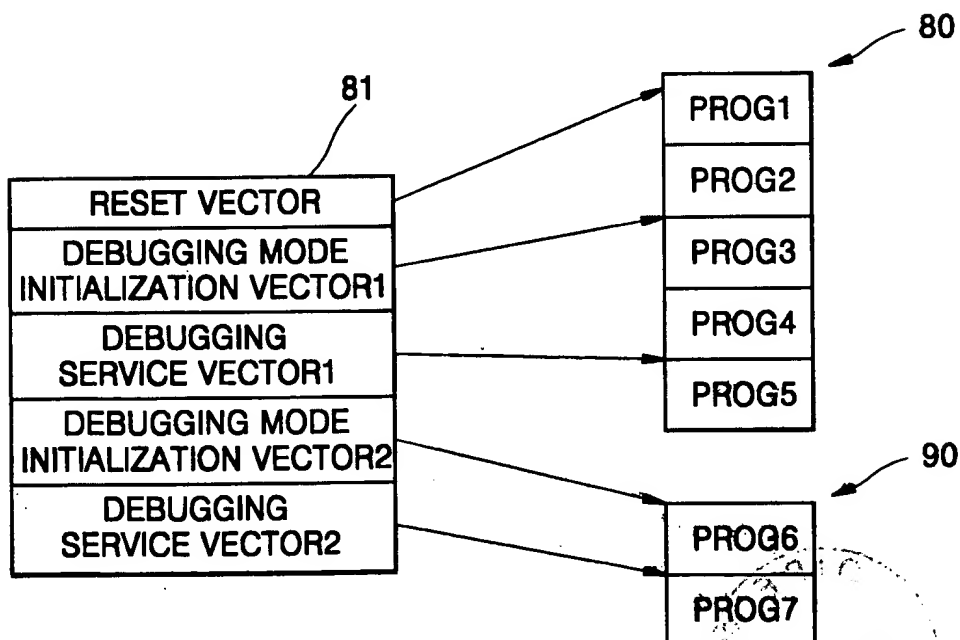 80
81
PROG1
PROG2
PROG3
PROG4
PROG5
RESET VECTOR
DEBUGGING MODE
INITIALIZATION VECTOR1
DEBUGGING
SERVICE VECTOR1
DEBUGGING MODE
INITIALIZATION VECTOR2
DEBUGGING
SERVICE VECTOR2
90
PROG6
PROG7